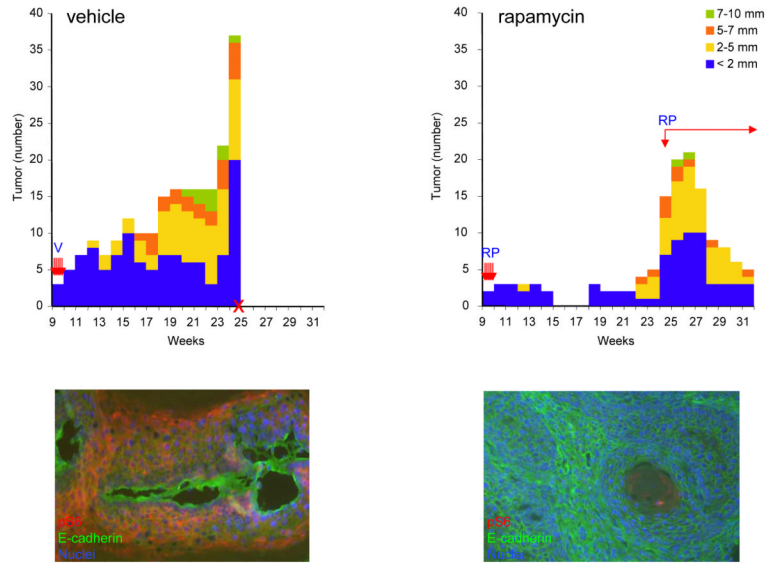 vehicle
40
35
30
25
20
15
10
5
0
Tumor (number)
V
X
9 11 13 15 17 19 21 23 25 27 29 31
Weeks
rapamycin
7-10 mm
5-7 mm
2-5 mm
< 2 mm
40
35
30
25
20
15
10
5
0
Tumor (number)
RP
RP
9 11 13 15 17 19 21 23 25 27 29 31
Weeks
pS6
E-cadherin
Nuclei
pS6
E-cadherin
Nuclei